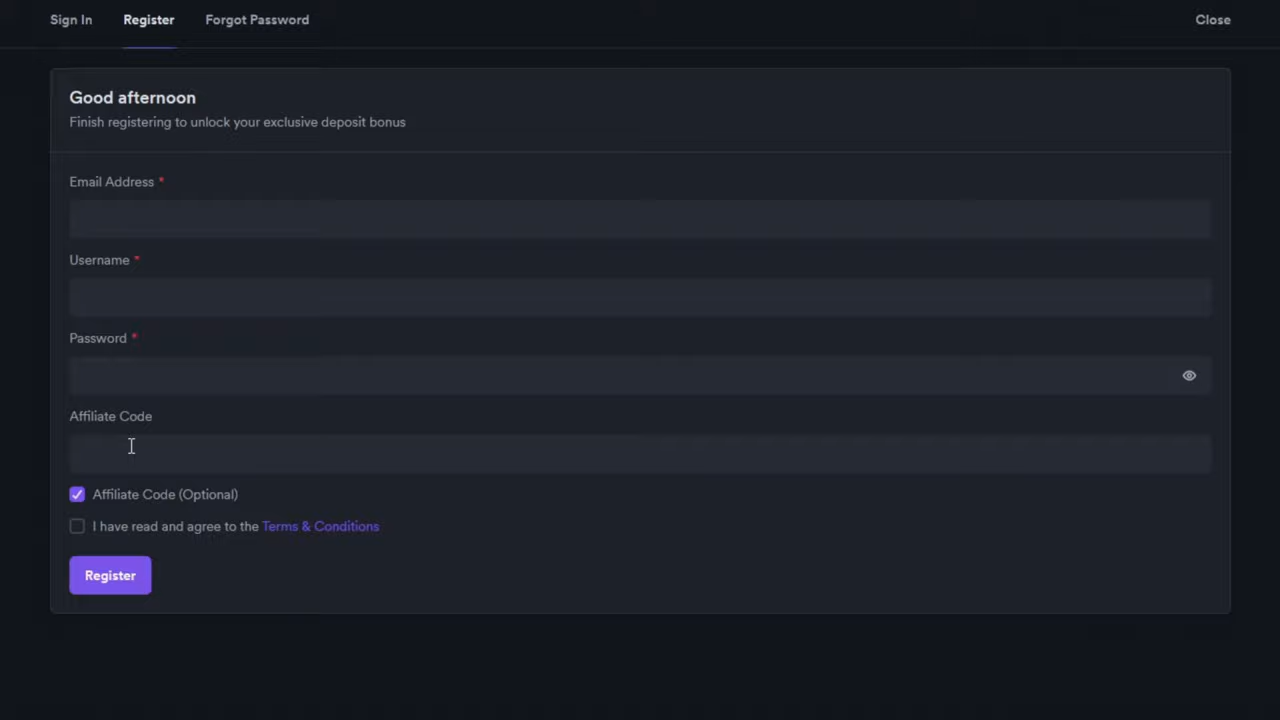 Sign In Register Forgot Password Close
Good afternoon
Finish registering to unlock your exclusive deposit bonus
Email Address *
Username *
Password *
Affiliate Code
Affiliate Code (Optional)
I have read and agree to the Terms & Conditions
Register